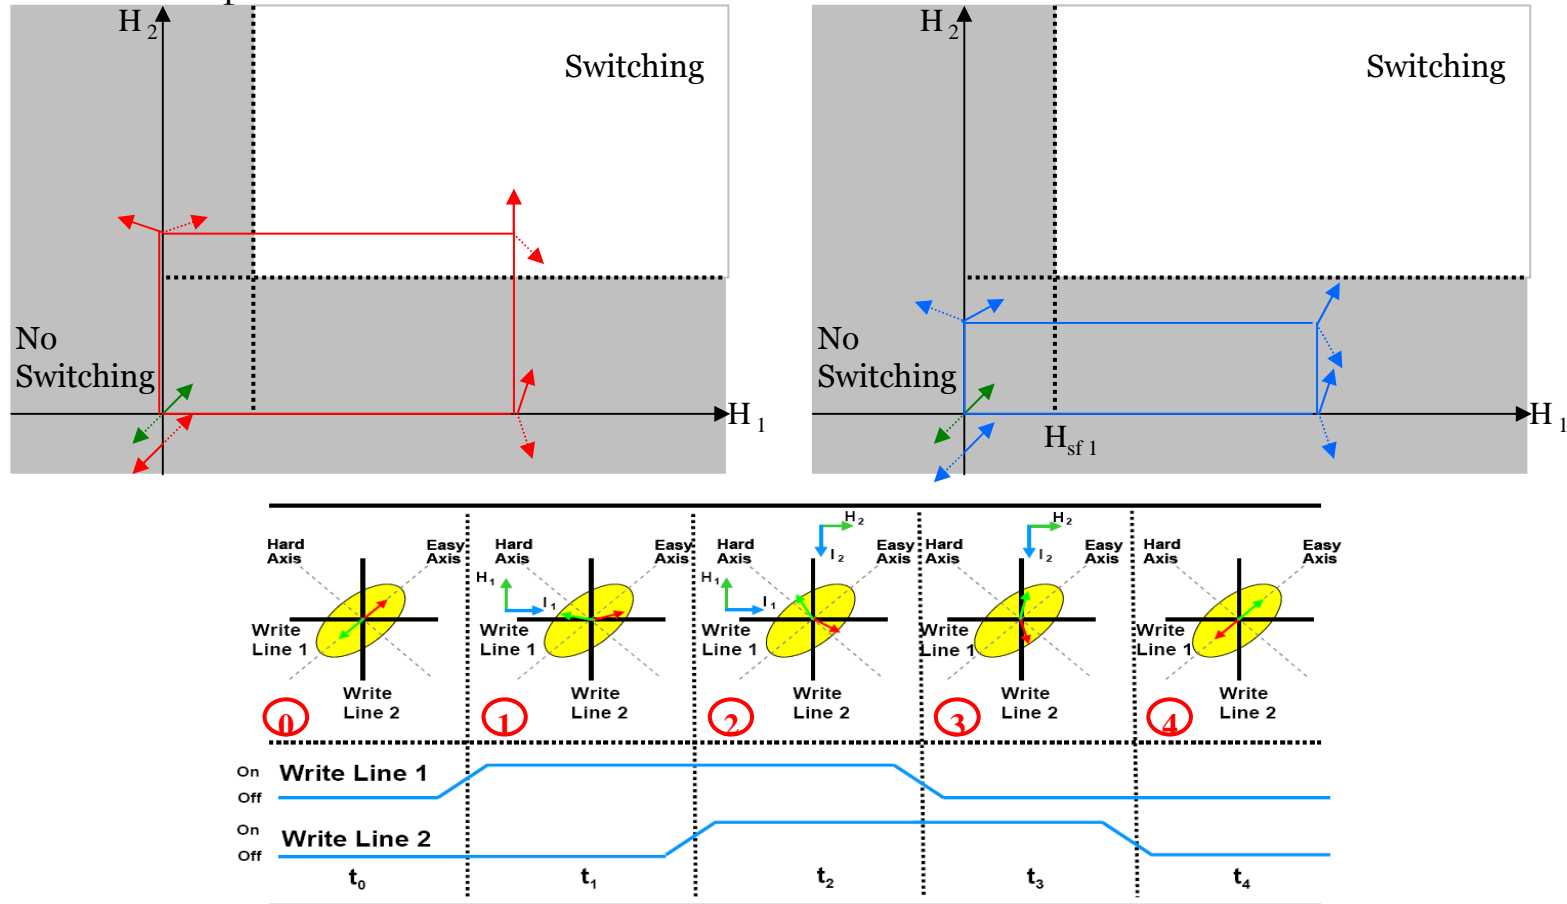 H2
Switching
No
Switching
H1
H2
Switching
No
Switching
Hsf 1
H1
Hard
Axis
Easy
Axis
Write
Line 1
Write
Line 2
0
Hard
Axis
Easy
Axis
H1
I1
Write
Line 1
Write
Line 2
1
H2
I2
Hard
Axis
Easy
Axis
H1
I1
Write
Line 1
Write
Line 2
2
H2
I2
Hard
Axis
Easy
Axis
Write
Line 1
Write
Line 2
3
Hard
Axis
Easy
Axis
Write
Line 1
Write
Line 2
4
On
Write Line 1
Off
On
Write Line 2
Off
t0 t1 t2 t3 t4